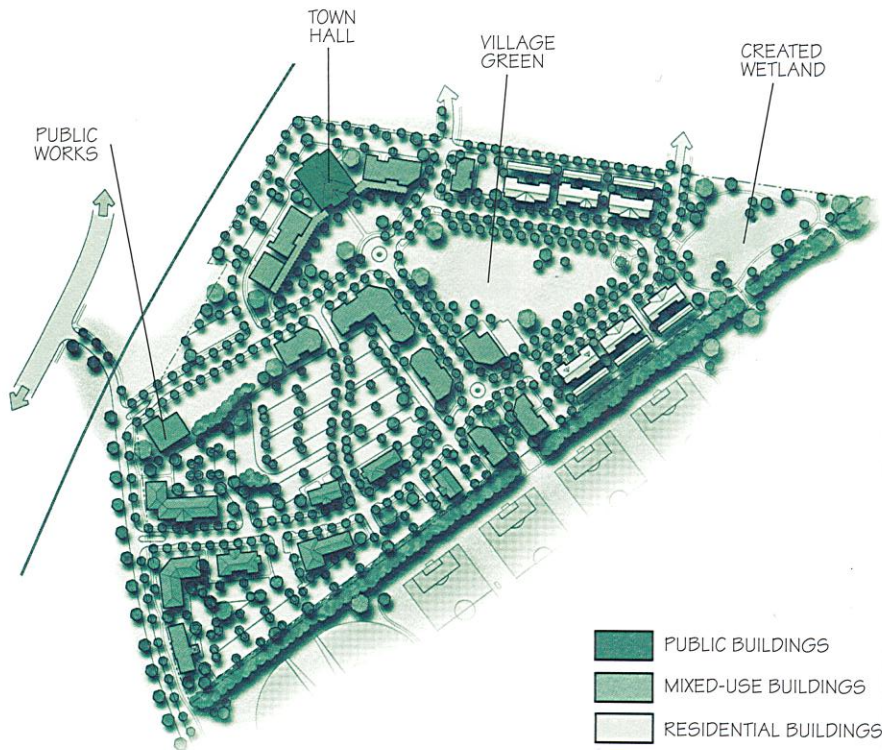 TOWN
HALL
VILLAGE
GREEN
CREATED
WETLAND
PUBLIC
WORKS
PUBLIC BUILDINGS
MIXED-USE BUILDINGS
RESIDENTIAL BUILDINGS